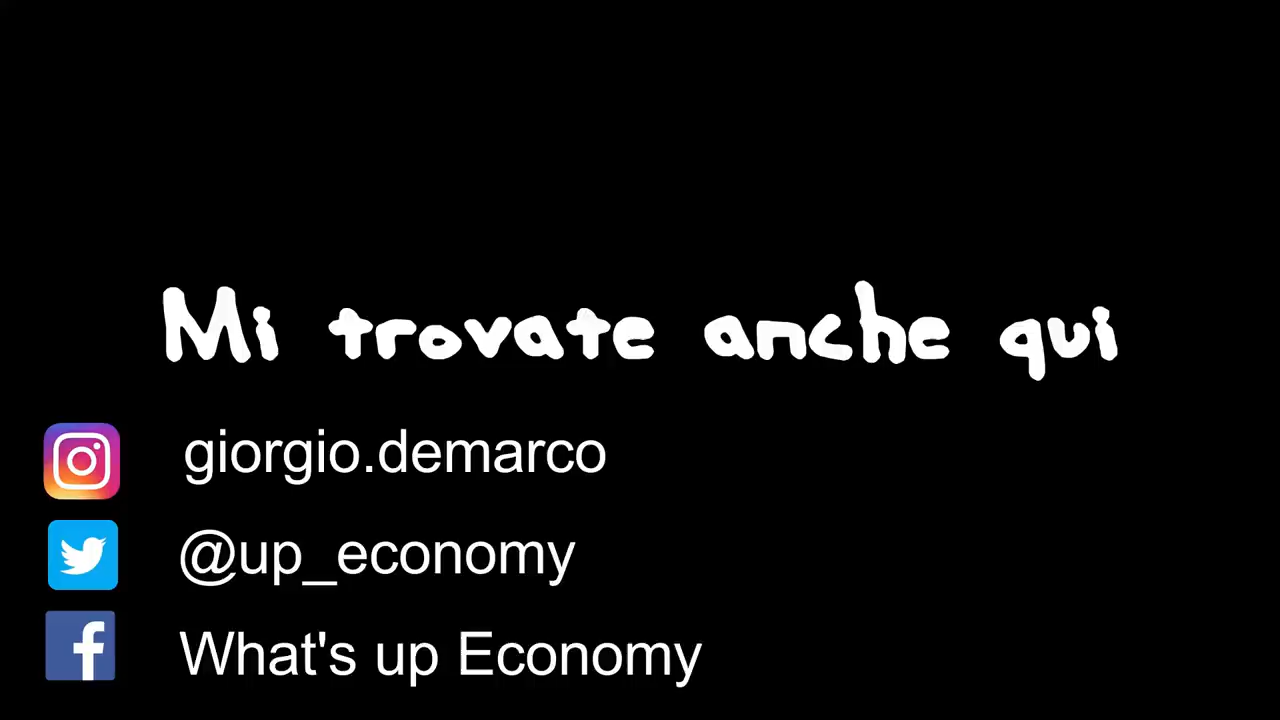 Mi trovate anche qui
giorgio.demarco
@up_economy
What's up Economy